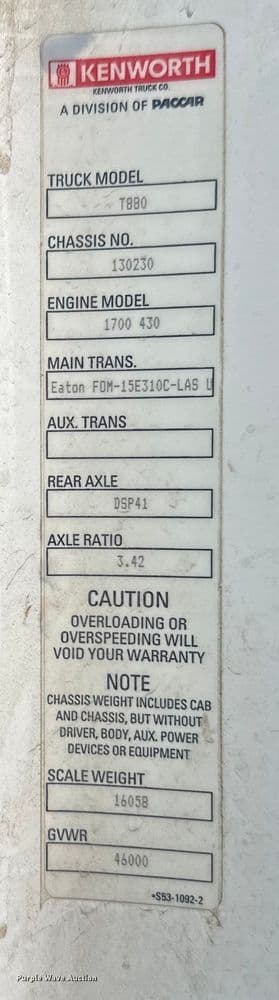 KENWORTH
KENWORTH TRUCK CO.
A DIVISION OF PACCAR
TRUCK MODEL
T880
CHASSIS NO.
130230
ENGINE MODEL
1700 430
MAIN TRANS.
Eaton FOM-15E310C-LAS U
AUX. TRANS
REAR AXLE
DSP41
AXLE RATIO
3.42
CAUTION
OVERLOADING OR
OVERSPEEDING WILL
VOID YOUR WARRANTY
NOTE
CHASSIS WEIGHT INCLUDES CAB
AND CHASSIS, BUT WITHOUT
DRIVER, BODY, AUX. POWER
DEVICES OR EQUIPMENT
SCALE WEIGHT
16058
GVWR
46000
•S53-1092-2
Purple Wave Auction